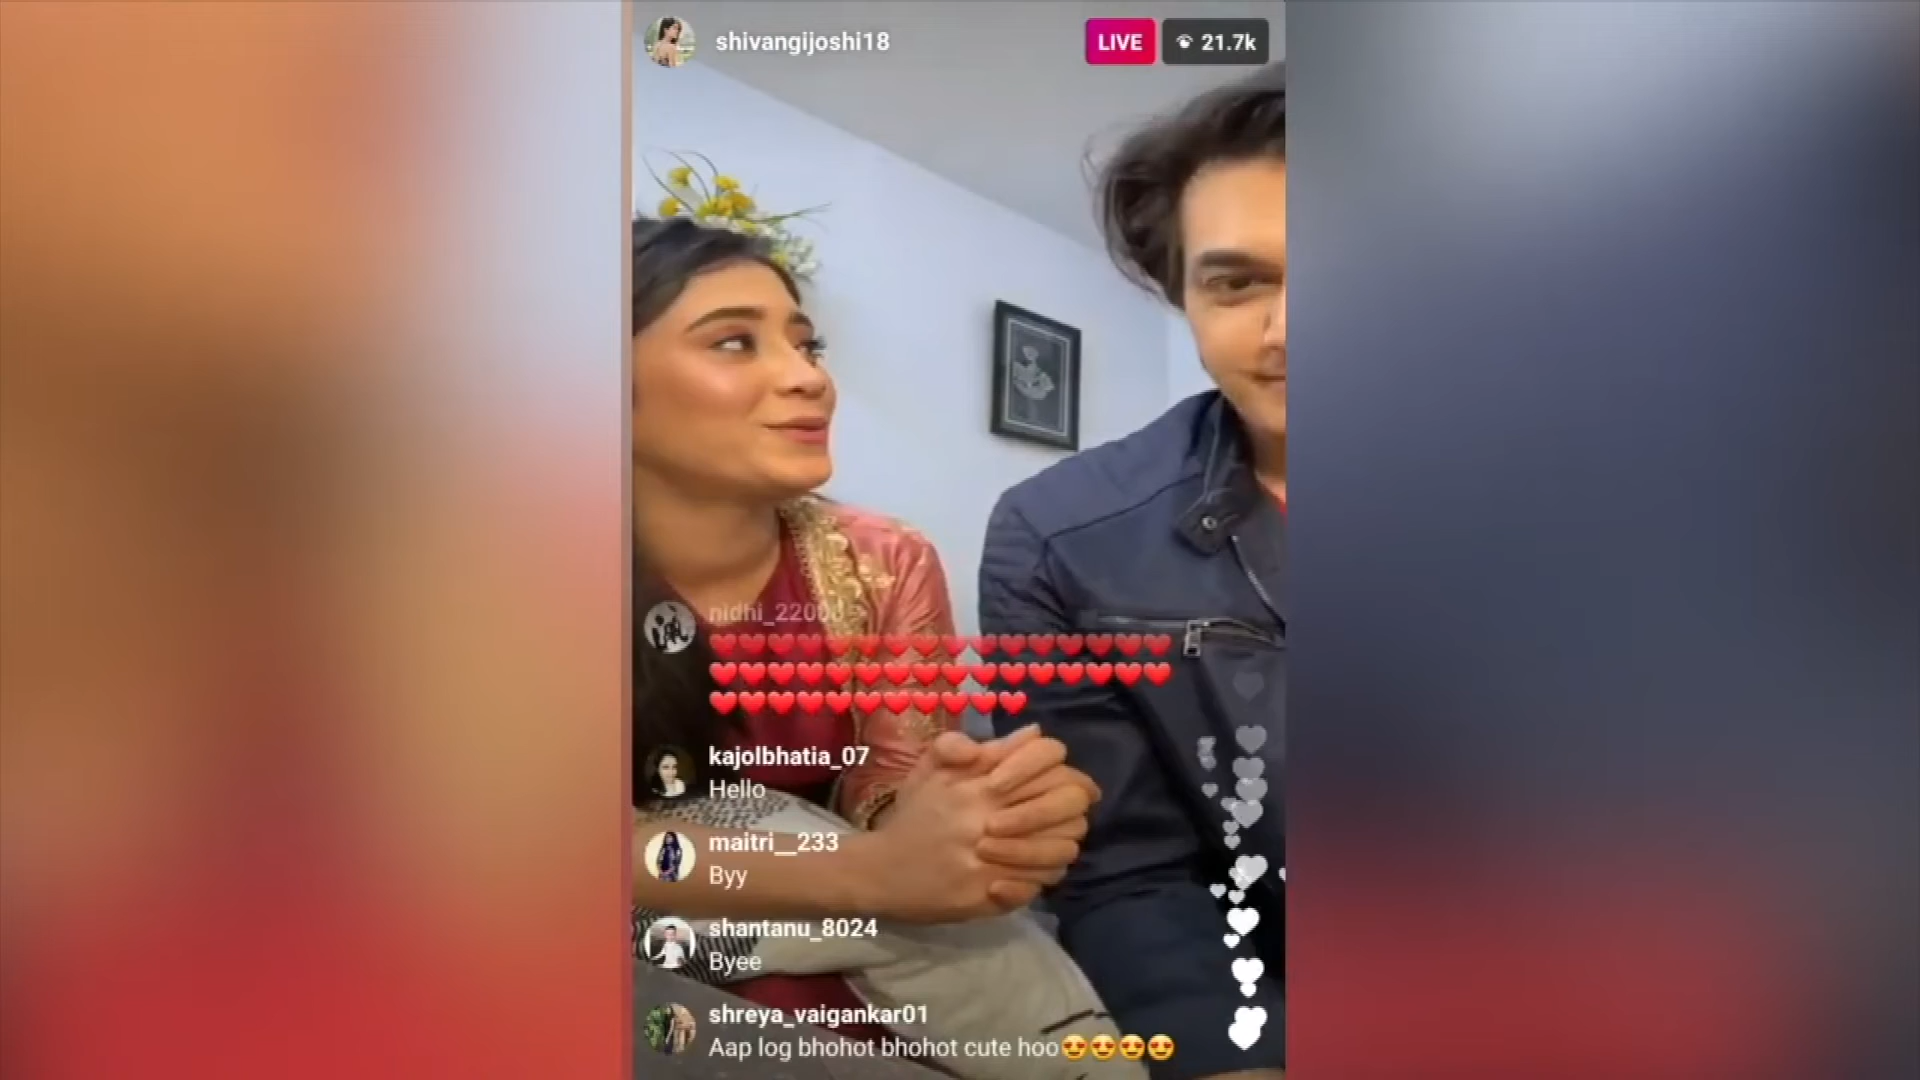 shivangijoshi18
LIVE
21.7k
❤❤❤❤❤❤❤❤❤❤❤❤❤❤❤❤
❤❤❤❤❤❤❤❤❤❤❤❤❤❤❤❤
❤❤❤❤❤❤❤❤❤❤❤
kajolbhatia_07
Hello
maitri__233
Byy
shantanu_8024
Byee
shreya_vaigankar01
Aap log bhohot bhohot cute hoo😍😍😍😍